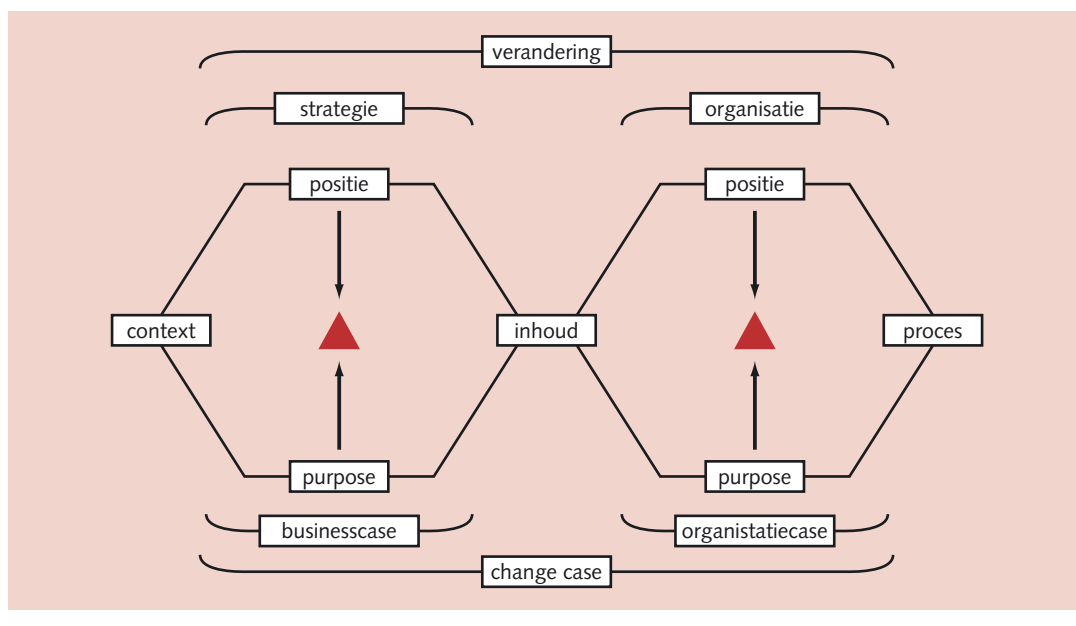 verandering
strategie
organisatie
positie
positie
context
inhoud
proces
purpose
purpose
businesscase
organistatiecase
change case